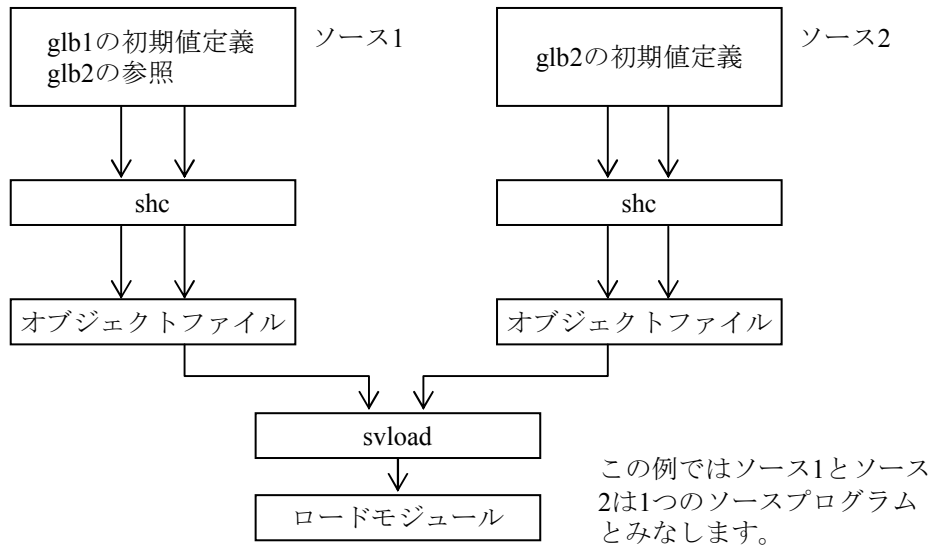 glb1の初期値定義
glb2の参照
ソース1
glb2の初期値定義
ソース2
shc
shc
オブジェクトファイル
オブジェクトファイル
svload
ロードモジュール
この例ではソース1とソース
2は1つのソースプログラム
とみなします。